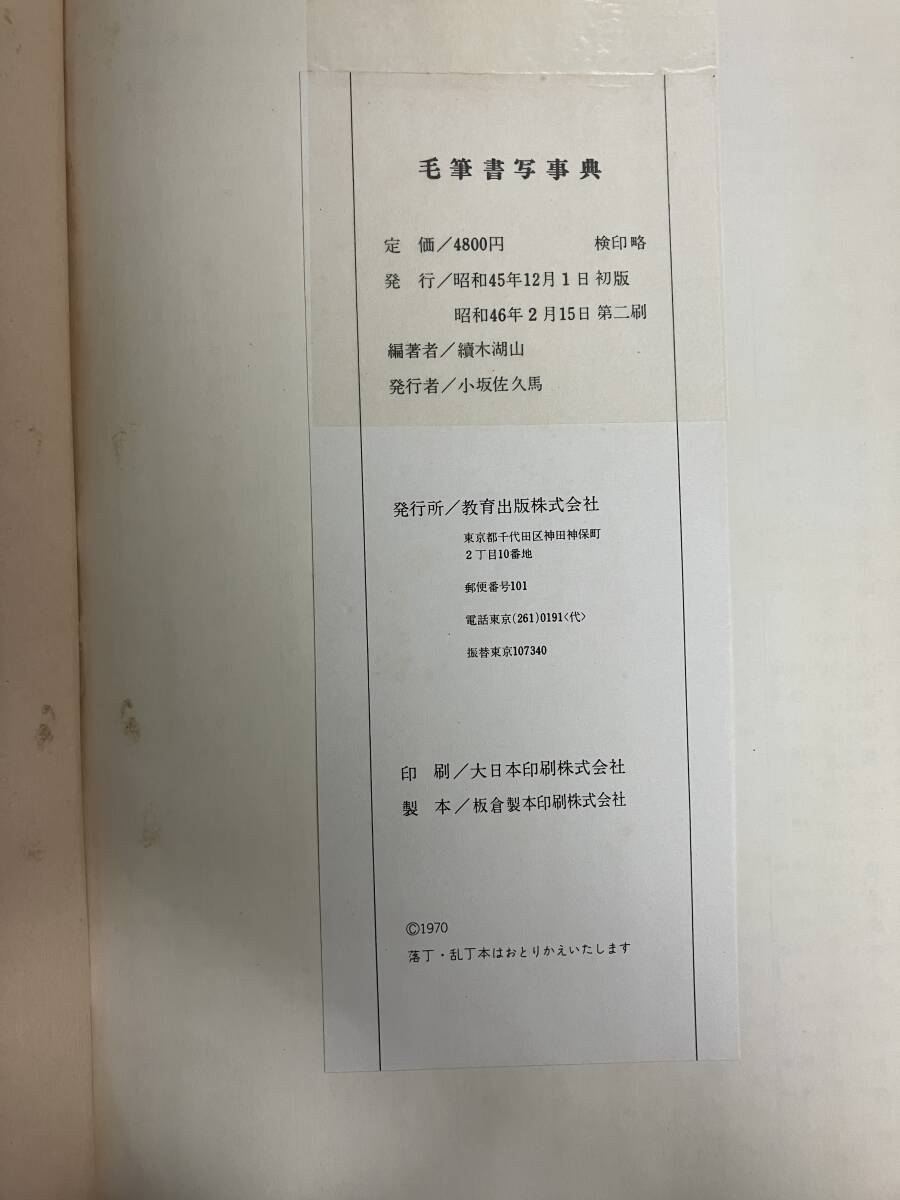 毛筆書写事典
定　価／4800円　検印略
発　行／昭和45年12月1日 初版
昭和46年2月15日 第二刷
編著者／續木湖山
発行者／小坂佐久馬
発行所／教育出版株式会社
東京都千代田区神田神保町
2丁目10番地
郵便番号101
電話東京(261)0191<代>
振替東京107340
印　刷／大日本印刷株式会社
製　本／板倉製本印刷株式会社
©1970
落丁・乱丁本はおとりかえいたします